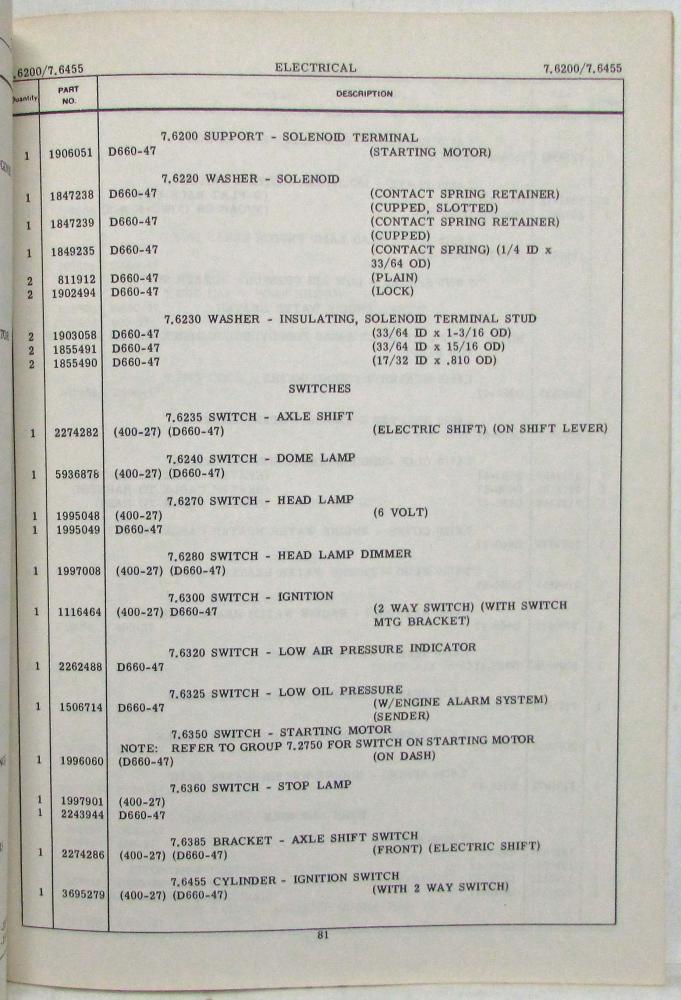 .6200/7.6455 ELECTRICAL 7.6200/7.6455
Quantity PART NO. DESCRIPTION
7.6200 SUPPORT - SOLENOID TERMINAL
1 1906051 D660-47 (STARTING MOTOR)
7.6220 WASHER - SOLENOID
1 1847238 D660-47 (CONTACT SPRING RETAINER)
(CUPPED, SLOTTED)
1 1847239 D660-47 (CONTACT SPRING RETAINER)
(CUPPED)
1 1849235 D660-47 (CONTACT SPRING) (1/4 ID x
33/64 OD)
2 811912 D660-47 (PLAIN)
2 1902494 D660-47 (LOCK)
7.6230 WASHER - INSULATING, SOLENOID TERMINAL STUD
2 1903058 D660-47 (33/64 ID x 1-3/16 OD)
2 1855491 D660-47 (33/64 ID x 15/16 OD)
2 1855490 D660-47 (17/32 ID x .810 OD)
SWITCHES
7.6235 SWITCH - AXLE SHIFT
1 2274282 (400-27) (D660-47) (ELECTRIC SHIFT) (ON SHIFT LEVER)
7.6240 SWITCH - DOME LAMP
1 5936876 (400-27) (D660-47)
7.6270 SWITCH - HEAD LAMP
1 1995048 (400-27) (6 VOLT)
1 1995049 D660-47
7.6280 SWITCH - HEAD LAMP DIMMER
1 1997008 (400-27) (D660-47)
7.6300 SWITCH - IGNITION
1 1116464 (400-27) D660-47 (2 WAY SWITCH) (WITH SWITCH
MTG BRACKET)
7.6320 SWITCH - LOW AIR PRESSURE INDICATOR
1 2262488 D660-47
7.6325 SWITCH - LOW OIL PRESSURE
1 1506714 D660-47 (W/ENGINE ALARM SYSTEM)
(SENDER)
7.6350 SWITCH - STARTING MOTOR
NOTE: REFER TO GROUP 7.2750 FOR SWITCH ON STARTING MOTOR
1 1996060 (D660-47) (ON DASH)
7.6360 SWITCH - STOP LAMP
1 1997901 (400-27)
1 2243944 D660-47
7.6385 BRACKET - AXLE SHIFT SWITCH
1 2274286 (400-27) (D660-47) (FRONT) (ELECTRIC SHIFT)
7.6455 CYLINDER - IGNITION SWITCH
1 3695279 (400-27) (D660-47) (WITH 2 WAY SWITCH)
81